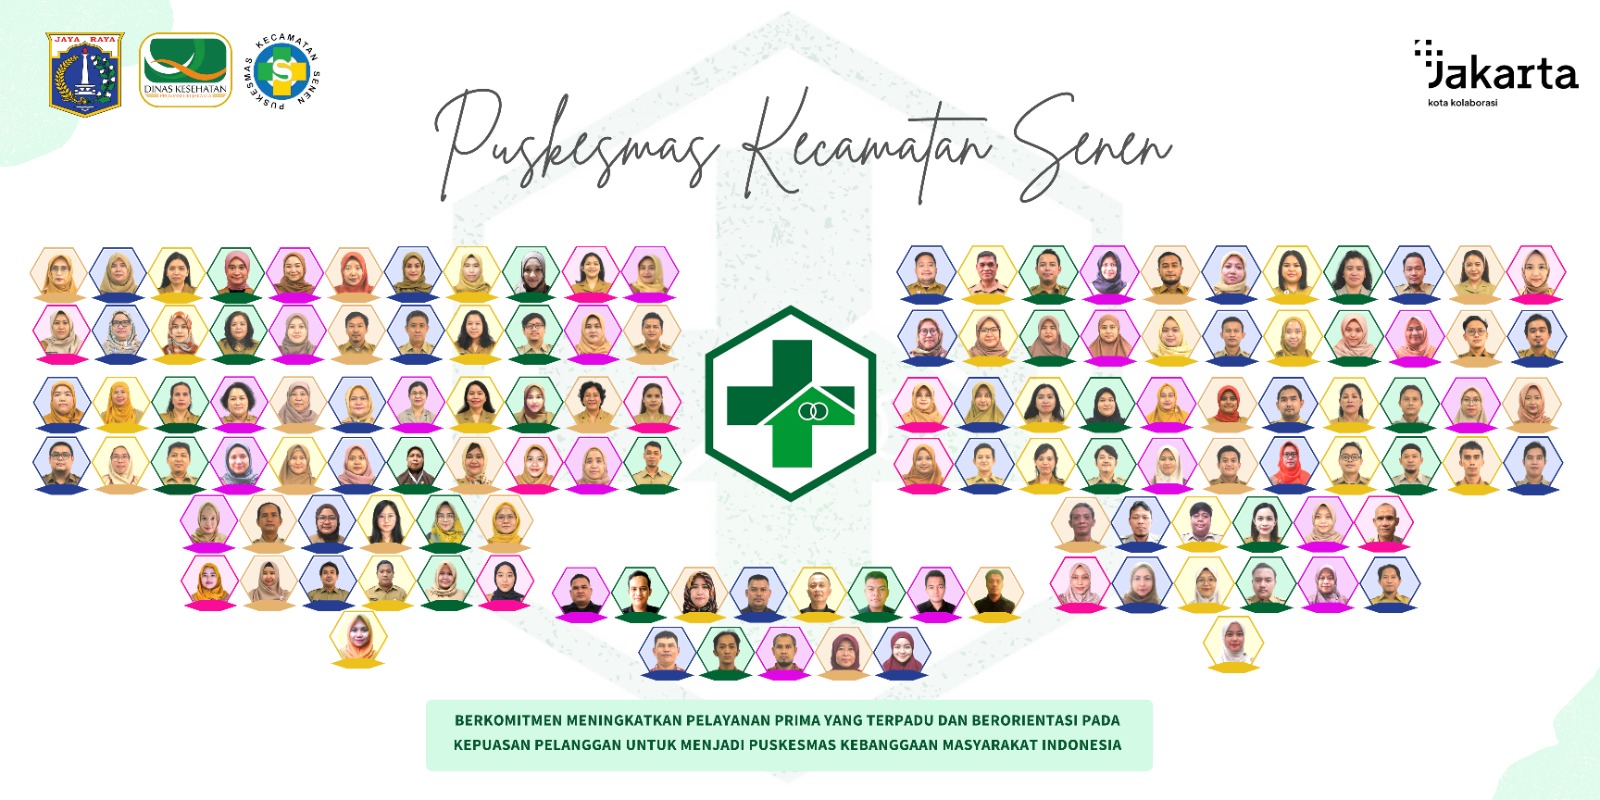 JAYA RAYA
DINAS KESEHATAN
PUSKESMAS KECAMATAN SENEN
S
Jakarta
kota kolaborasi
Puskesmas Kecamatan Senen
BERKOMITMEN MENINGKATKAN PELAYANAN PRIMA YANG TERPADU DAN BERORIENTASI PADA
KEPUASAN PELANGGAN UNTUK MENJADI PUSKESMAS KEBANGGAAN MASYARAKAT INDONESIA